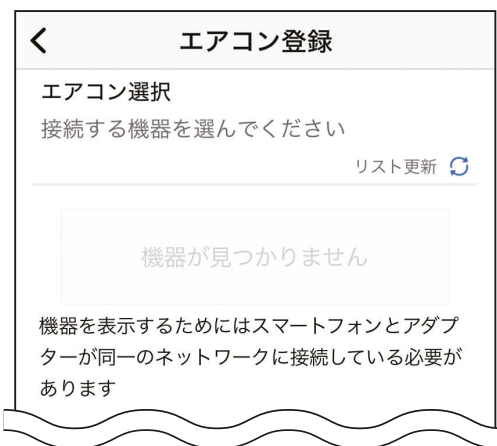 エアコン登録
エアコン選択
接続する機器を選んでください
リスト更新
機器が見つかりません
機器を表示するためにはスマートフォンとアダプ
ターが同一のネットワークに接続している必要が
あります